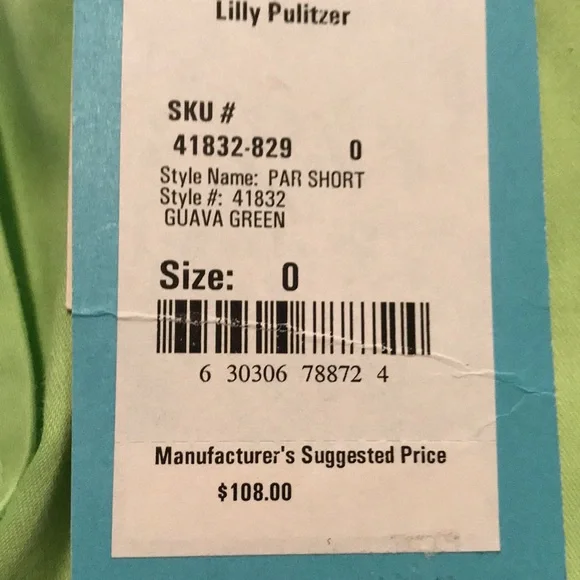 Lilly Pulitzer
SKU #
41832-829 0
Style Name: PAR SHORT
Style #: 41832
GUAVA GREEN
Size: 0
6 30306 78872 4
Manufacturer's Suggested Price
$108.00